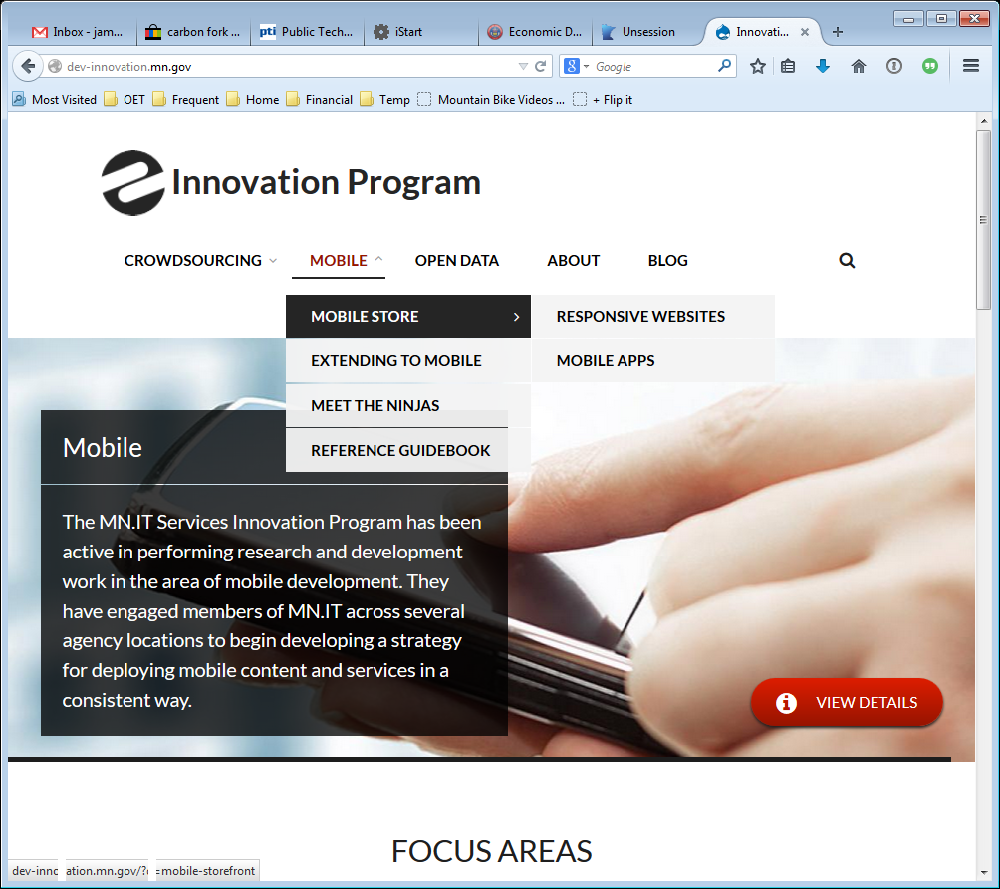 Inbox - jam...
carbon fork ...
pti Public Tech...
iStart
Economic D...
Unsession
Innovati...
dev-innovation.mn.gov
Google
Most Visited
OET
Frequent
Home
Financial
Temp
Mountain Bike Videos ...
+ Flip it
Innovation Program
CROWDSOURCING
MOBILE
OPEN DATA
ABOUT
BLOG
MOBILE STORE
RESPONSIVE WEBSITES
EXTENDING TO MOBILE
MOBILE APPS
MEET THE NINJAS
REFERENCE GUIDEBOOK
Mobile
The MN.IT Services Innovation Program has been
active in performing research and development
work in the area of mobile development. They
have engaged members of MN.IT across several
agency locations to begin developing a strategy
for deploying mobile content and services in a
consistent way.
VIEW DETAILS
FOCUS AREAS
dev-inno ation.mn.gov/? =mobile-storefront